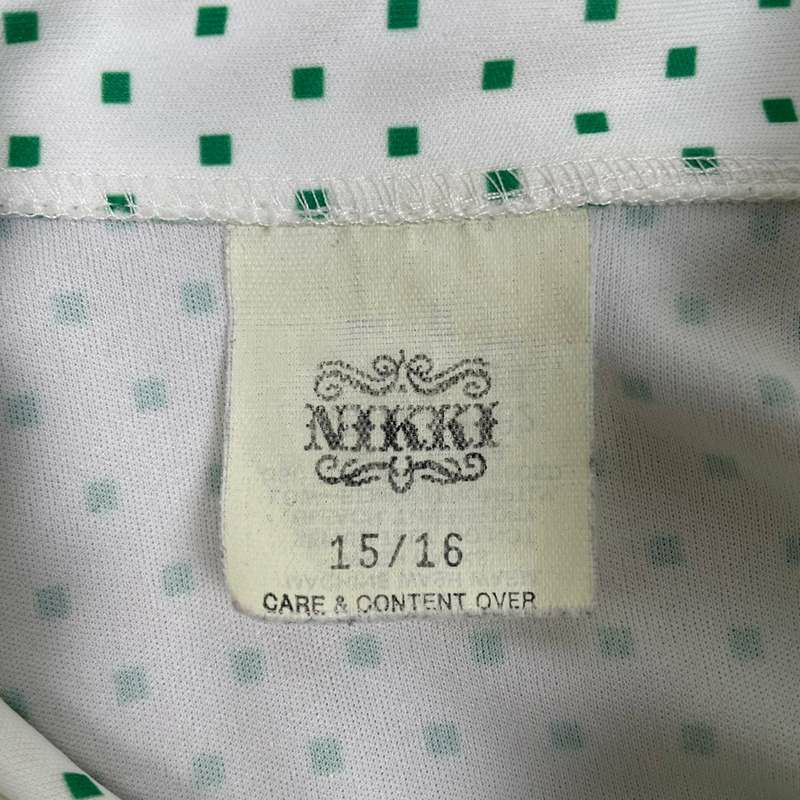 NIKKI
15/16
CARE & CONTENT OVER